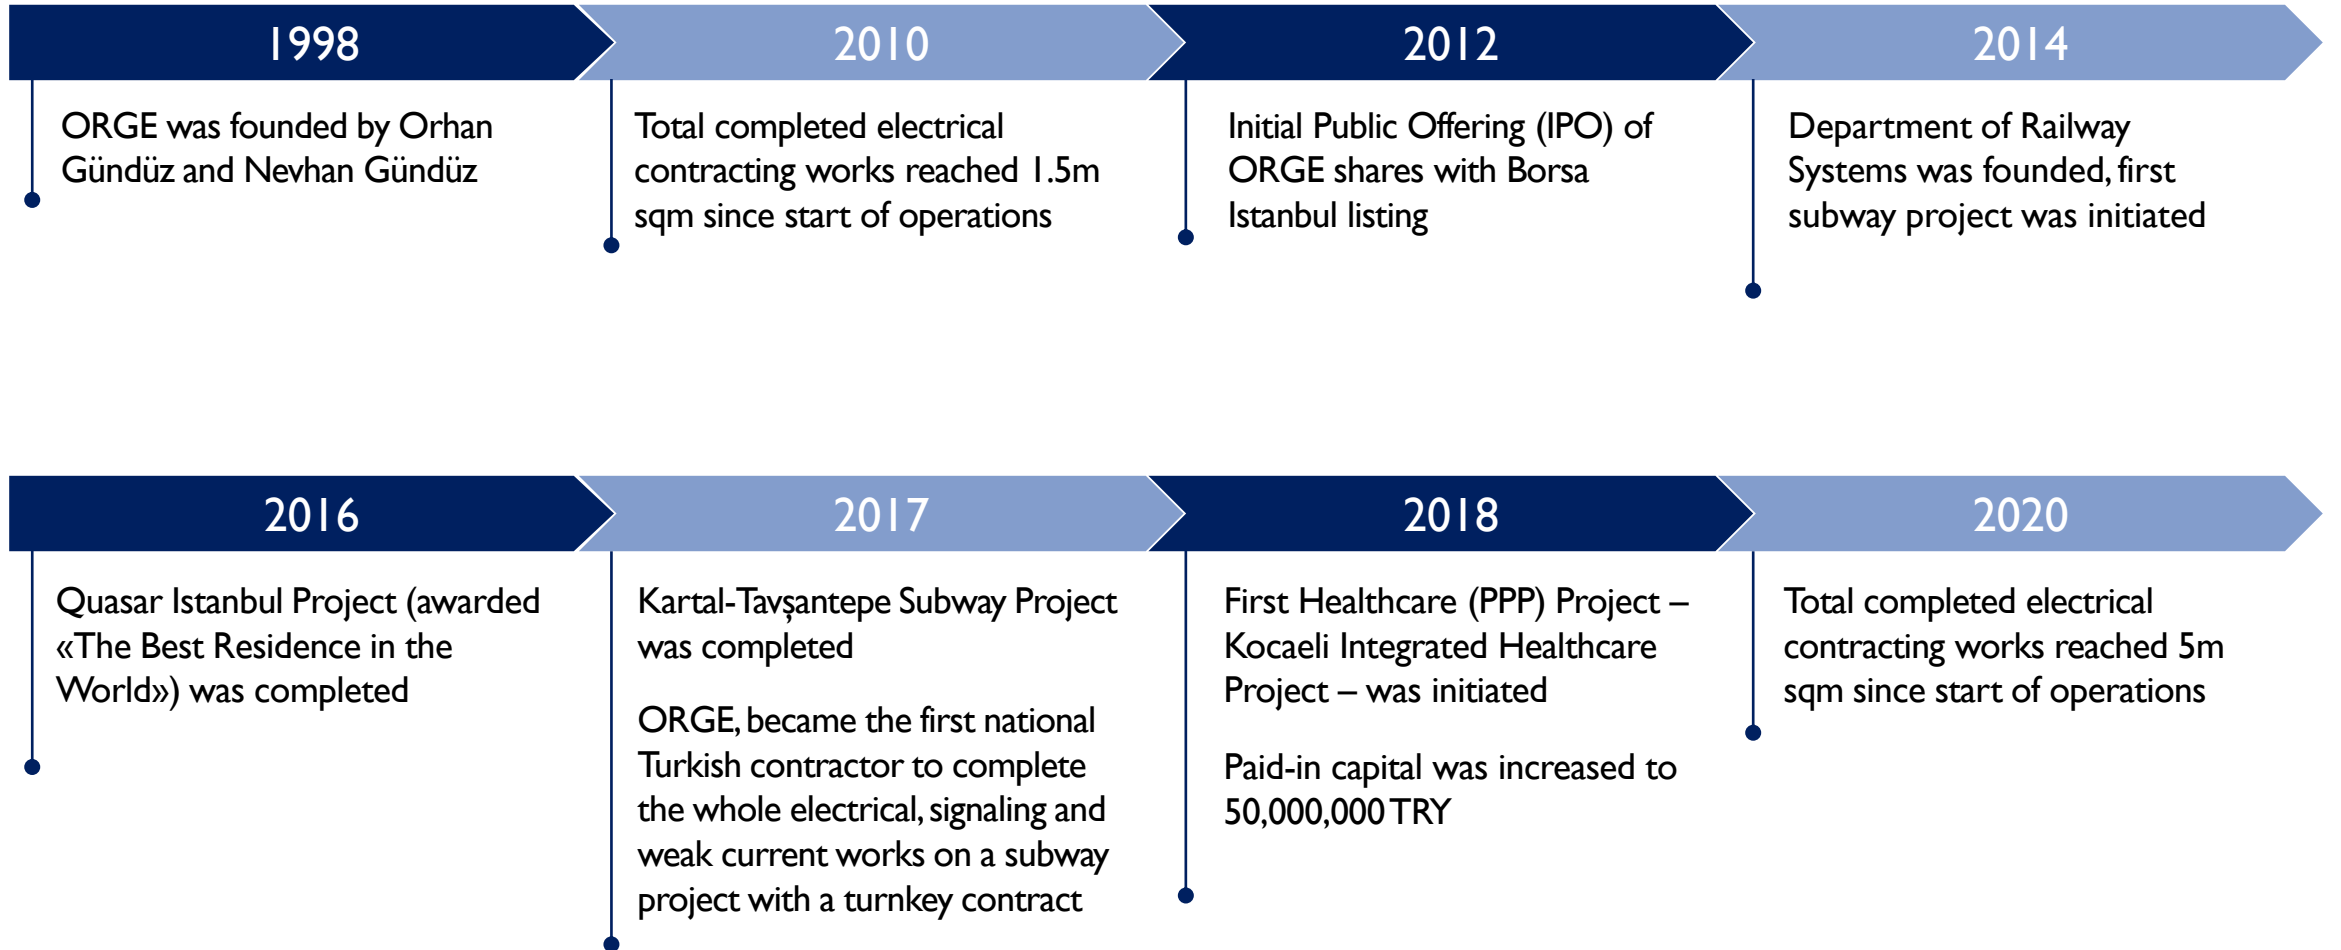 1998
ORGE was founded by Orhan
Gündüz and Nevhan Gündüz
2010
Total completed electrical
contracting works reached 1.5m
sqm since start of operations
2012
Initial Public Offering (IPO) of
ORGE shares with Borsa
Istanbul listing
2014
Department of Railway
Systems was founded, first
subway project was initiated
2016
Quasar Istanbul Project (awarded
«The Best Residence in the
World») was completed
2017
Kartal-Tavşantepe Subway Project
was completed
ORGE, became the first national
Turkish contractor to complete
the whole electrical, signaling and
weak current works on a subway
project with a turnkey contract
2018
First Healthcare (PPP) Project –
Kocaeli Integrated Healthcare
Project – was initiated
Paid-in capital was increased to
50,000,000 TRY
2020
Total completed electrical
contracting works reached 5m
sqm since start of operations